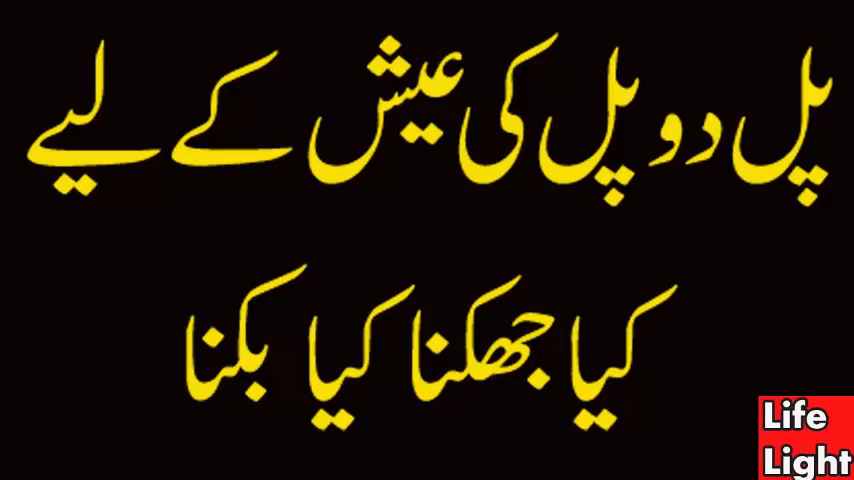 پل دو پل کی عیش کے لیے
کیا جھکنا کیا بکنا
Life
Light